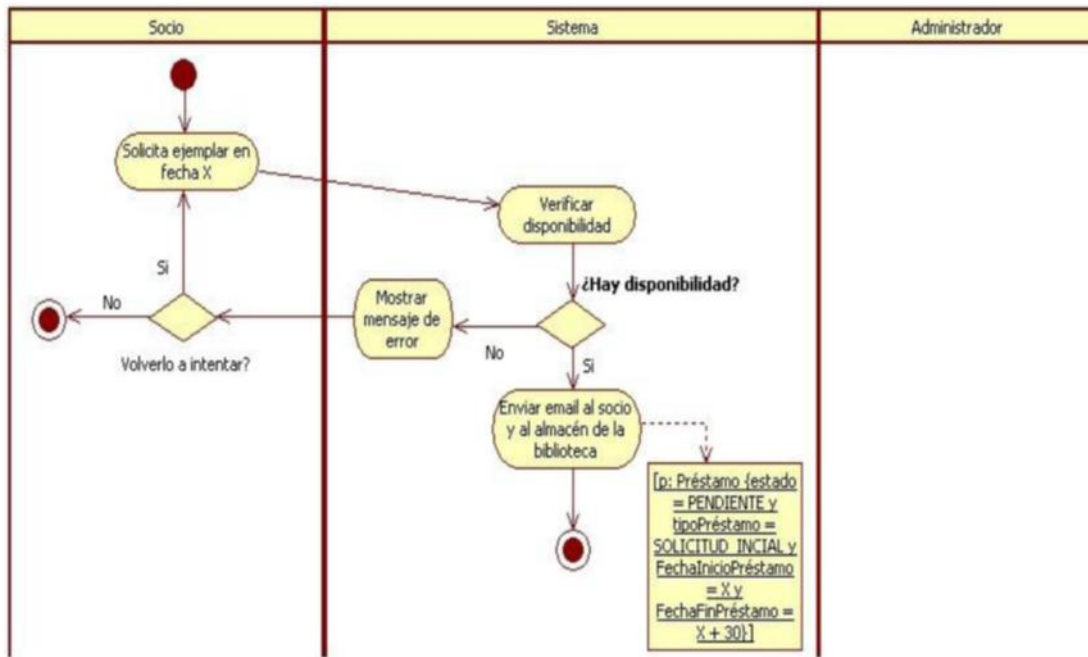 Socio
Sistema
Administrador
Solicita ejemplar en
fecha X
Verificar
disponibilidad
¿Hay disponibilidad?
Si
No
Mostrar
mensaje de
error
No
Volverlo a intentar?
Si
Enviar email al socio
y al almacén de la
biblioteca
[p: Préstamo {estado
= PENDIENTE y
tipoPréstamo =
SOLICITUD_INCIAL y
FechaInicioPréstamo
= X y
FechaFinPréstamo =
X + 30}]